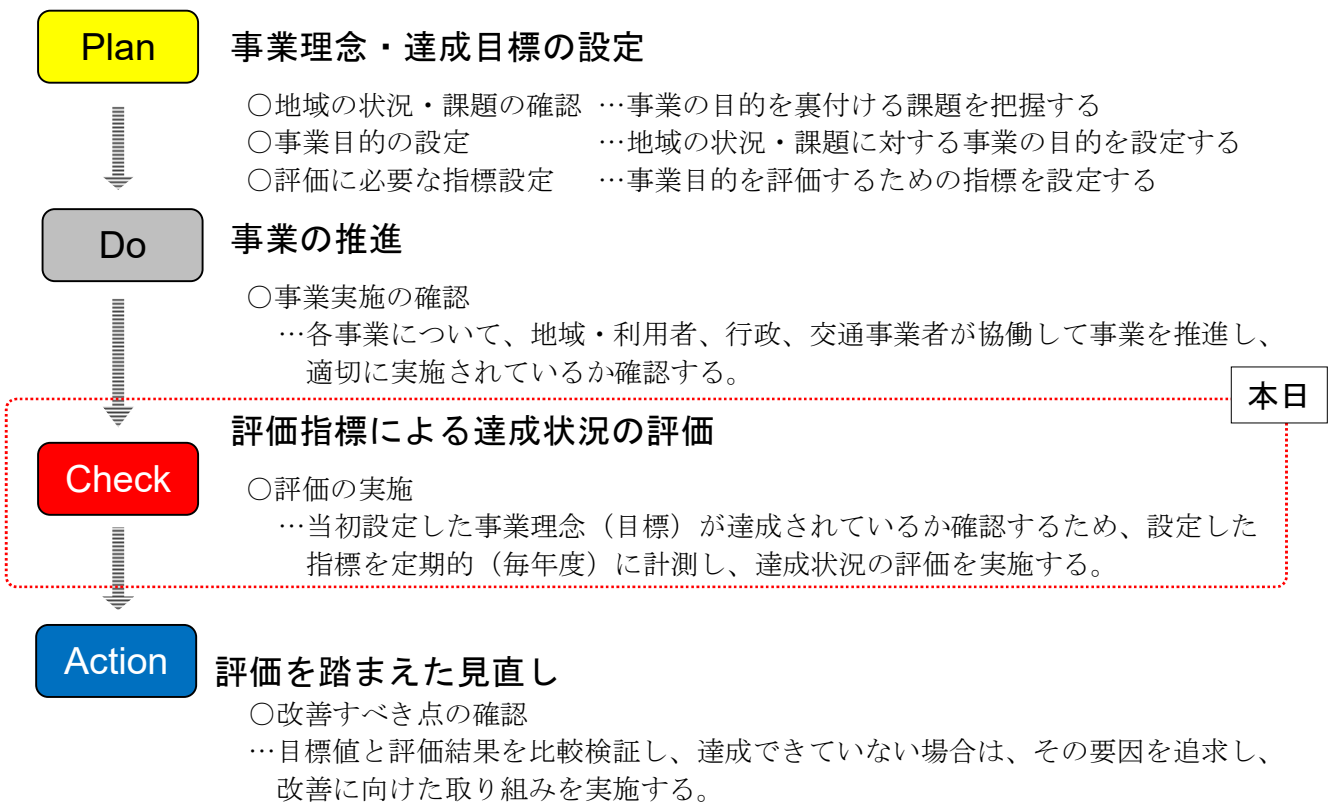 Plan
事業理念・達成目標の設定
○地域の状況・課題の確認 …事業の目的を裏付ける課題を把握する
○事業目的の設定 …地域の状況・課題に対する事業の目的を設定する
○評価に必要な指標設定 …事業目的を評価するための指標を設定する
Do
事業の推進
○事業実施の確認
…各事業について、地域・利用者、行政、交通事業者が協働して事業を推進し、
適切に実施されているか確認する。
本日
評価指標による達成状況の評価
Check
○評価の実施
…当初設定した事業理念（目標）が達成されているか確認するため、設定した
指標を定期的（毎年度）に計測し、達成状況の評価を実施する。
Action
評価を踏まえた見直し
○改善すべき点の確認
…目標値と評価結果を比較検証し、達成できていない場合は、その要因を追求し、
改善に向けた取り組みを実施する。